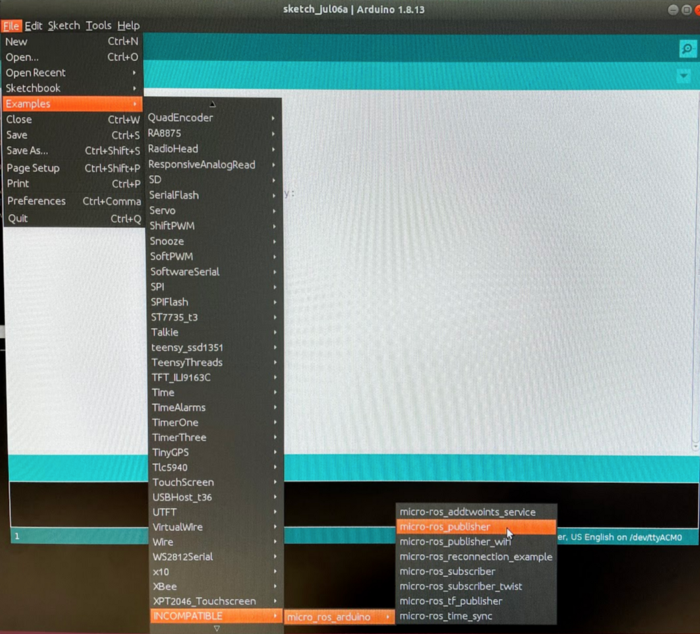 sketch_jul06a | Arduino 1.8.13
File Edit Sketch Tools Help
New Ctrl+N
Open... Ctrl+O
Open Recent
Sketchbook
Examples
Close Ctrl+W
Save Ctrl+S
Save As... Ctrl+Shift+S
Page Setup Ctrl+Shift+P
Print Ctrl+P
Preferences Ctrl+Comma
Quit Ctrl+Q
QuadEncoder
RA8875
RadioHead
ResponsiveAnalogRead
SD
SerialFlash
Servo
ShiftPWM
Snooze
SoftPWM
SoftwareSerial
SPI
SPIFlash
ST7735_t3
Talkie
teensy_ssd1351
TeensyThreads
TFT_ILI9163C
Time
TimeAlarms
TimerOne
TimerThree
TinyGPS
Tlc5940
TouchScreen
USBHost_t36
UTFT
VirtualWire
Wire
WS2812Serial
x10
XBee
XPT2046_Touchscreen
INCOMPATIBLE
micro_ros_arduino
micro-ros_addtwoints_service
micro-ros_publisher
micro-ros_publisher_wifi
micro-ros_reconnection_example
micro-ros_subscriber
micro-ros_subscriber_twist
micro-ros_tf_publisher
micro-ros_time_sync
y:
1
er, US English on /dev/ttyACM0